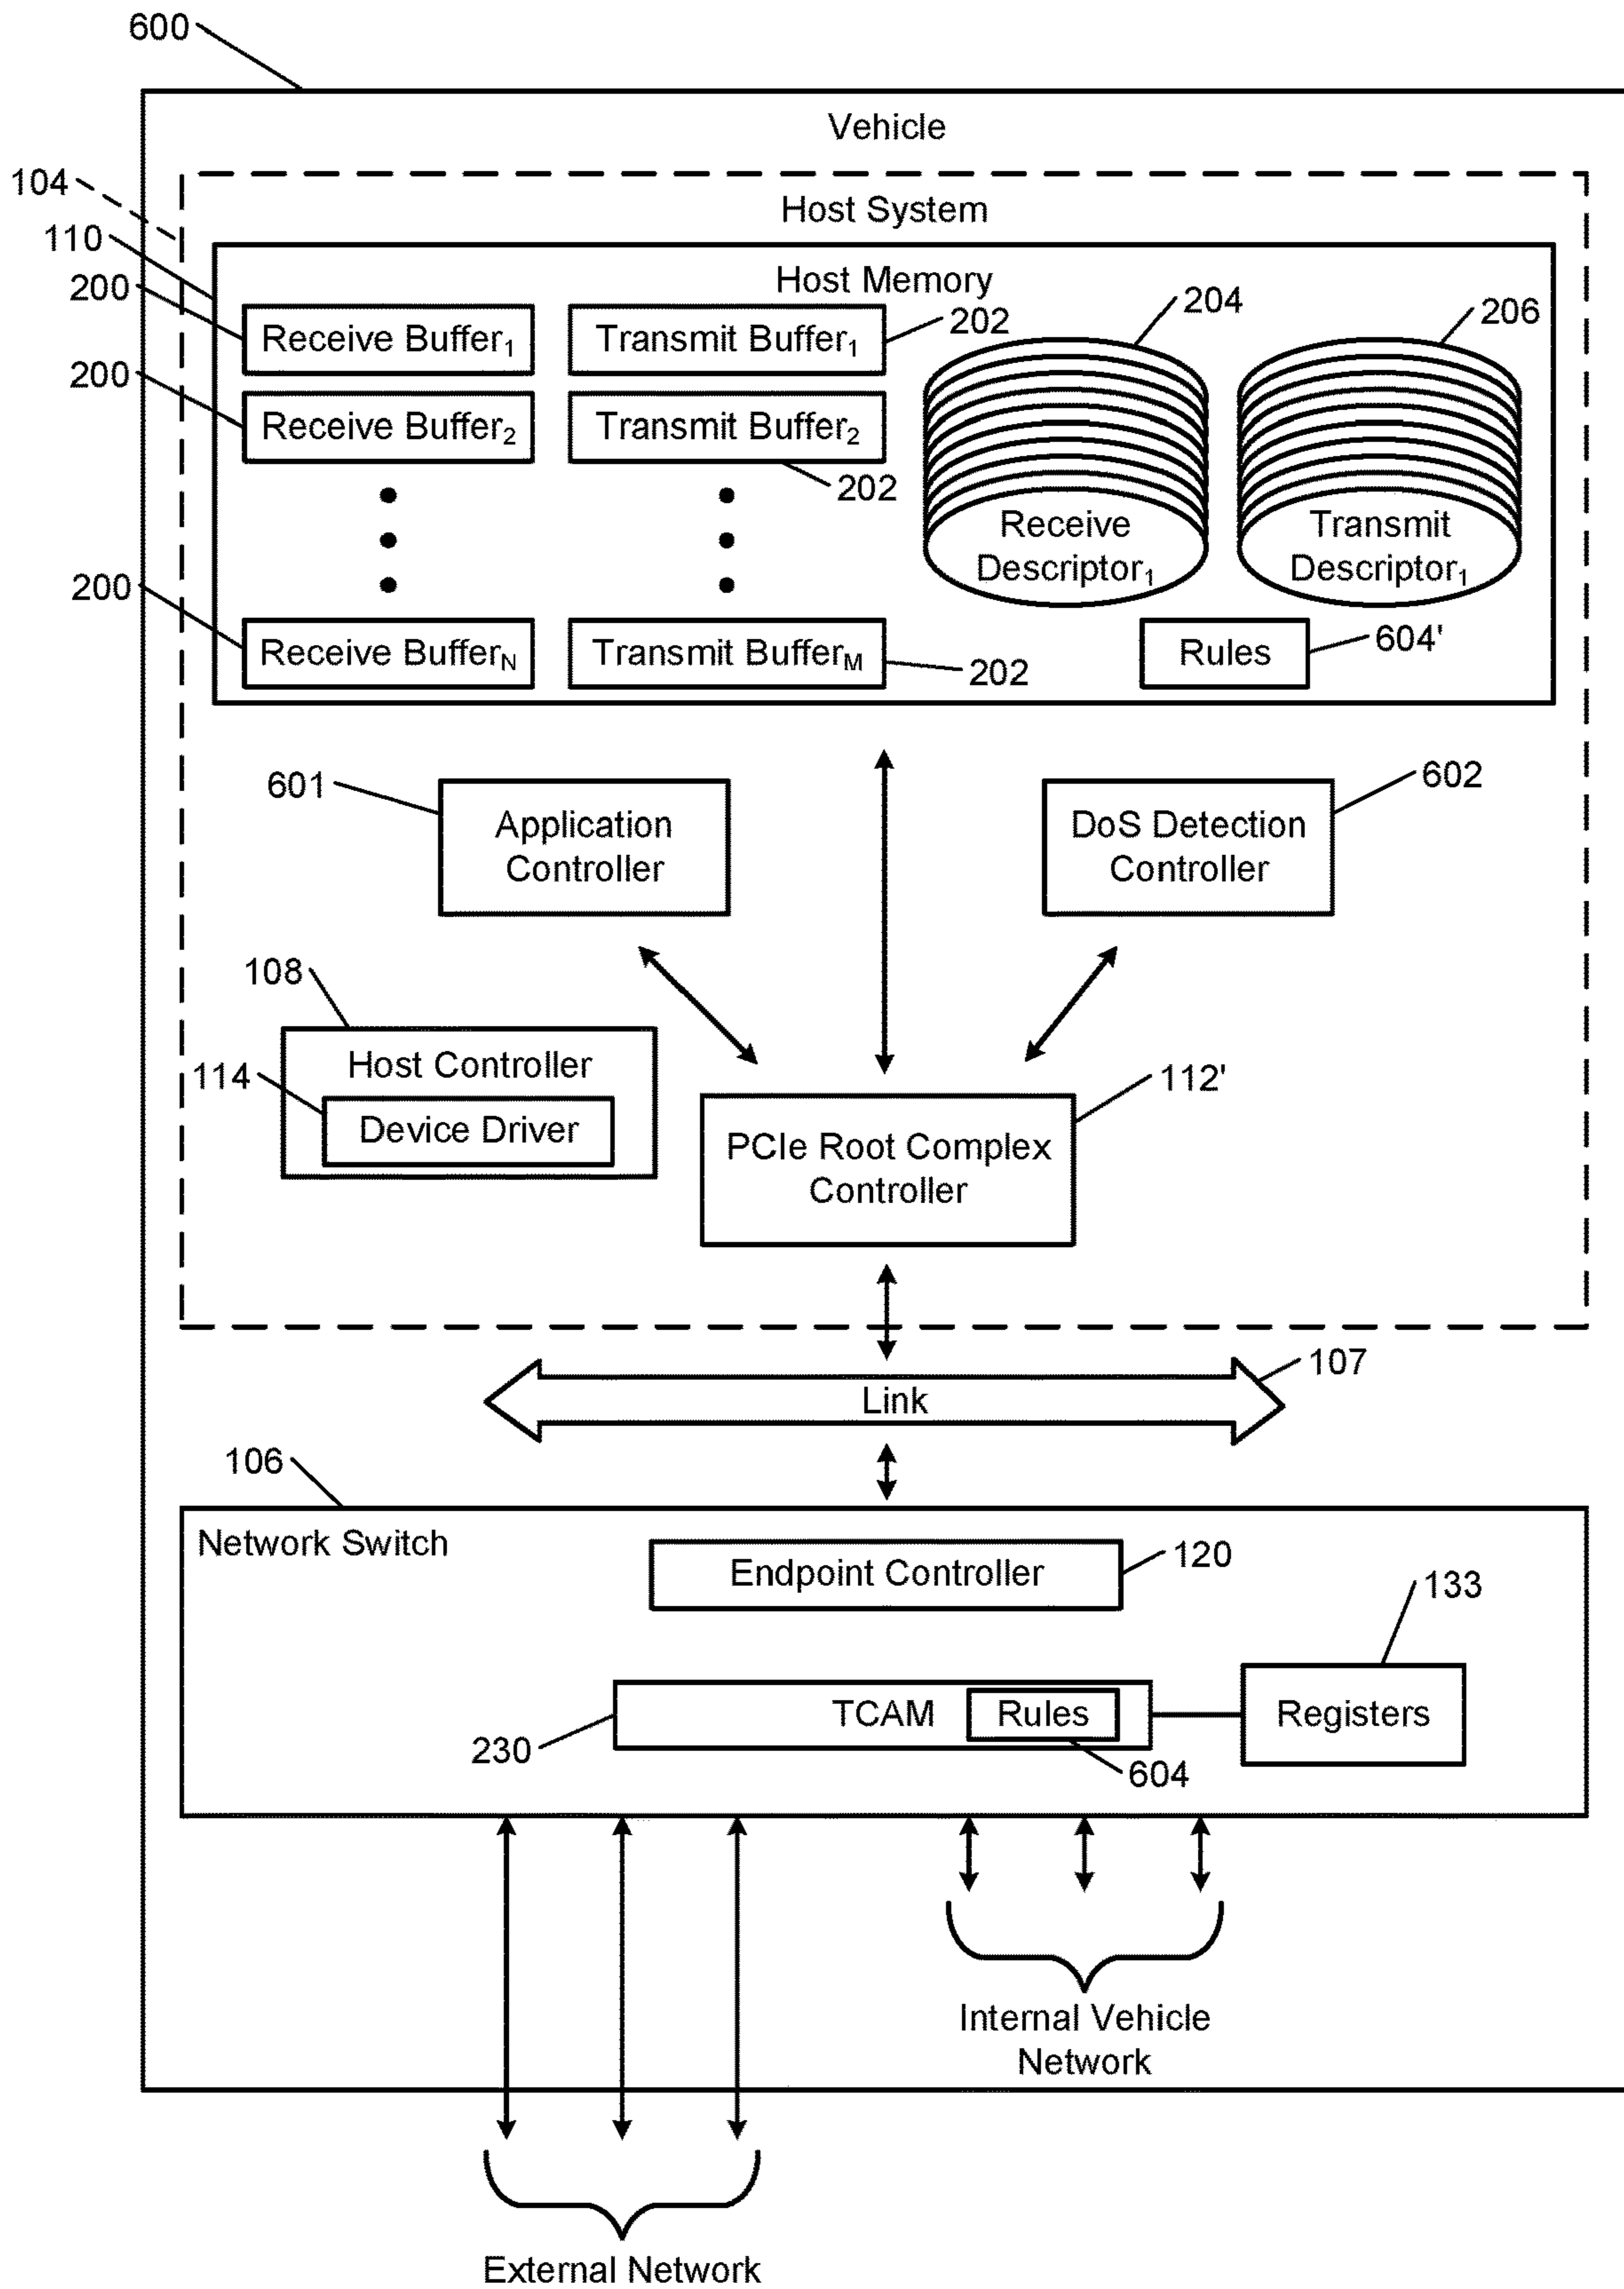 600
Vehicle
104
Host System
110
Host Memory
200
204
206
Receive Buffer1
Transmit Buffer1
202
200
Receive Buffer2
Transmit Buffer2
202
Receive
Descriptor1
Transmit
Descriptor1
200
Receive BufferN
Transmit BufferM
202
Rules
604'
601
Application
Controller
DoS Detection
Controller
602
108
Host Controller
114
Device Driver
PCIe Root Complex
Controller
112'
107
Link
106
Network Switch
Endpoint Controller
120
133
TCAM
Rules
Registers
230
604
Internal Vehicle
Network
External Network